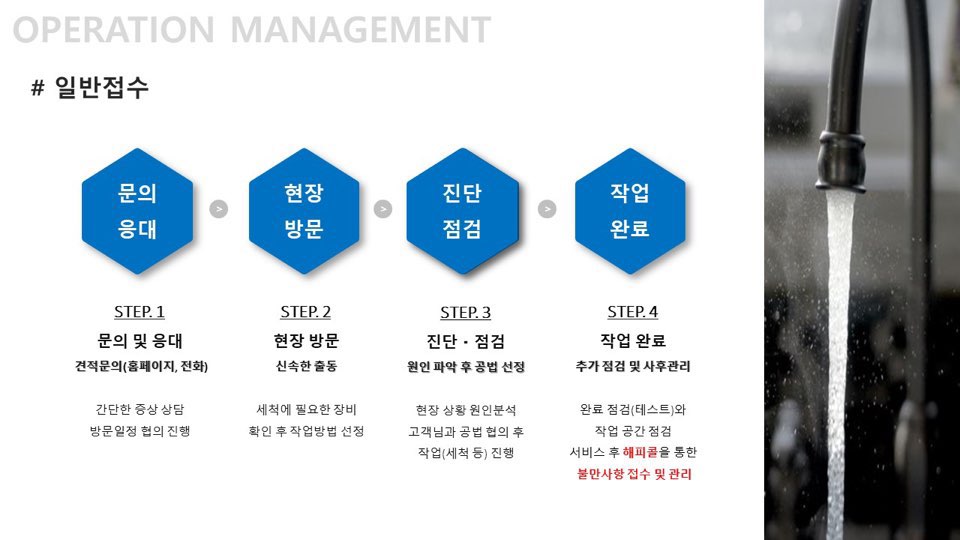 OPERATION MANAGEMENT
# 일반접수
문의
응대
>
현장
방문
>
진단
점검
>
작업
완료
STEP. 1
문의 및 응대
견적문의(홈페이지, 전화)
간단한 증상 상담
방문일정 협의 진행
STEP. 2
현장 방문
신속한 출동
세척에 필요한 장비
확인 후 작업방법 선정
STEP. 3
진단 · 점검
원인 파악 후 공법 선정
현장 상황 원인분석
고객님과 공법 협의 후
작업(세척 등) 진행
STEP. 4
작업 완료
추가 점검 및 사후관리
완료 점검(테스트)와
작업 공간 점검
서비스 후 해피콜을 통한
불만사항 접수 및 관리